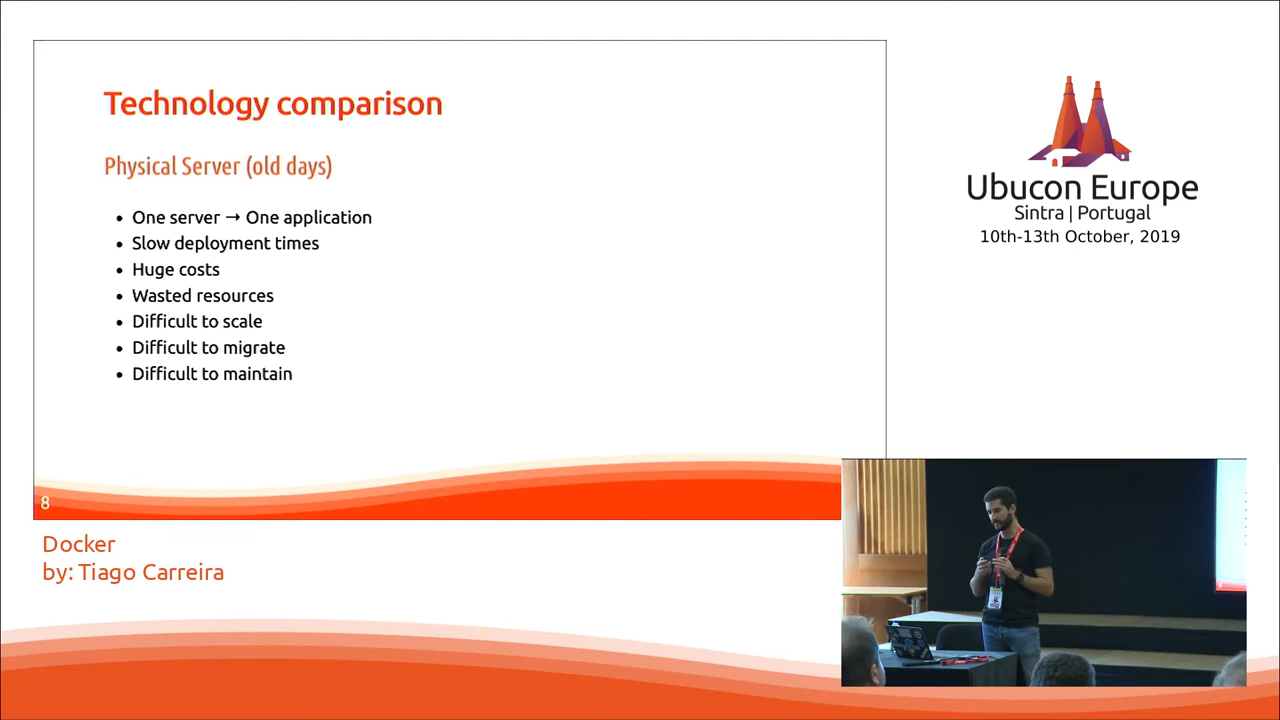 Technology comparison
Physical Server (old days)
• One server → One application
• Slow deployment times
• Huge costs
• Wasted resources
• Difficult to scale
• Difficult to migrate
• Difficult to maintain
8
Docker
by: Tiago Carreira
Ubucon Europe
Sintra | Portugal
10th-13th October, 2019